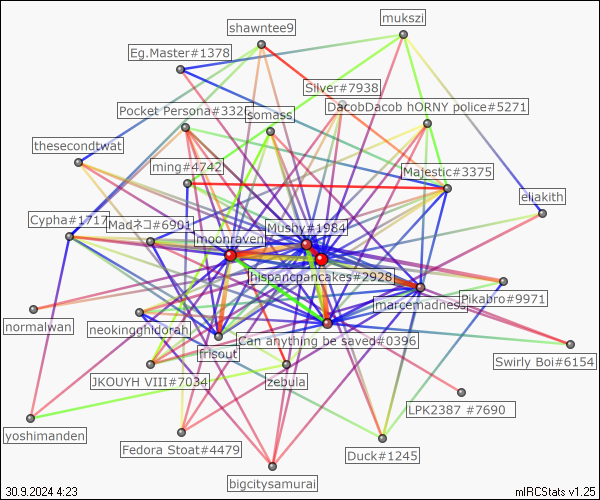 mukszi
shawntee9
Eg.Master#1378
Silver#7938
DacobDacob hORNY police#5271
Pocket Persona#332
somass
thesecondtwat
ming#4742
Majestic#3375
eliakith
Cypha#1717
Madネコ#6901
Mushy#1984
moonraven
hispancpancakes#2928
Pikabro#9971
marcemadness
normalwan
neokingghidorah
Can anything be saved#0396
frisout
Swirly Boi#6154
JKOUYH VIII#7034
zebula
LPK2387 #7690
yoshimanden
Fedora Stoat#4479
Duck#1245
bigcitysamurai
30.9.2024 4:23
mIRCStats v1.25